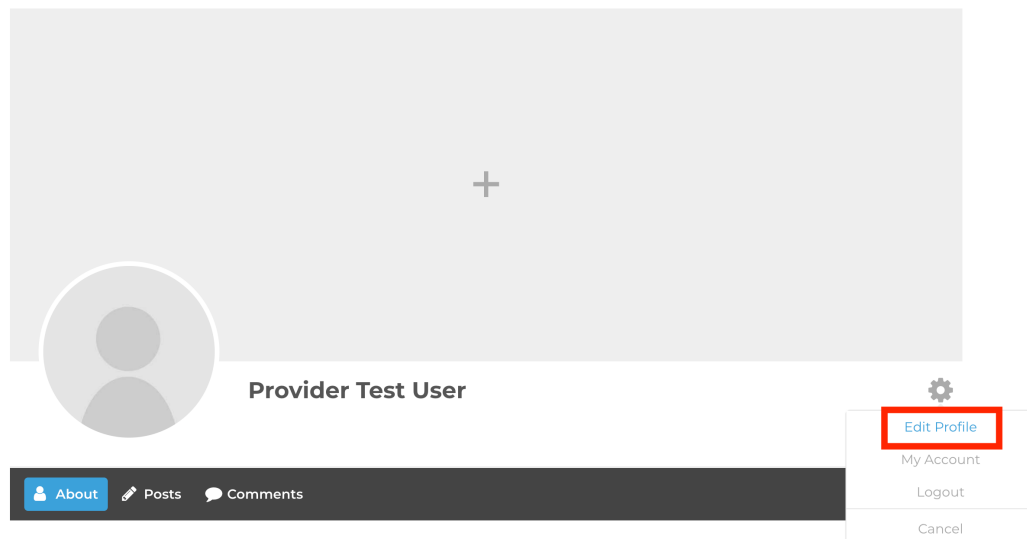 Provider Test User
Edit Profile
My Account
Logout
Cancel
About Posts Comments